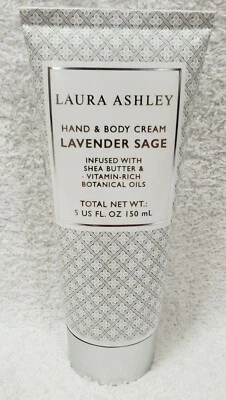 LAURA ASHLEY
HAND & BODY CREAM
LAVENDER SAGE
INFUSED WITH
SHEA BUTTER &
VITAMIN-RICH
BOTANICAL OILS
TOTAL NET WT.:
5 US FL. OZ 150 mL